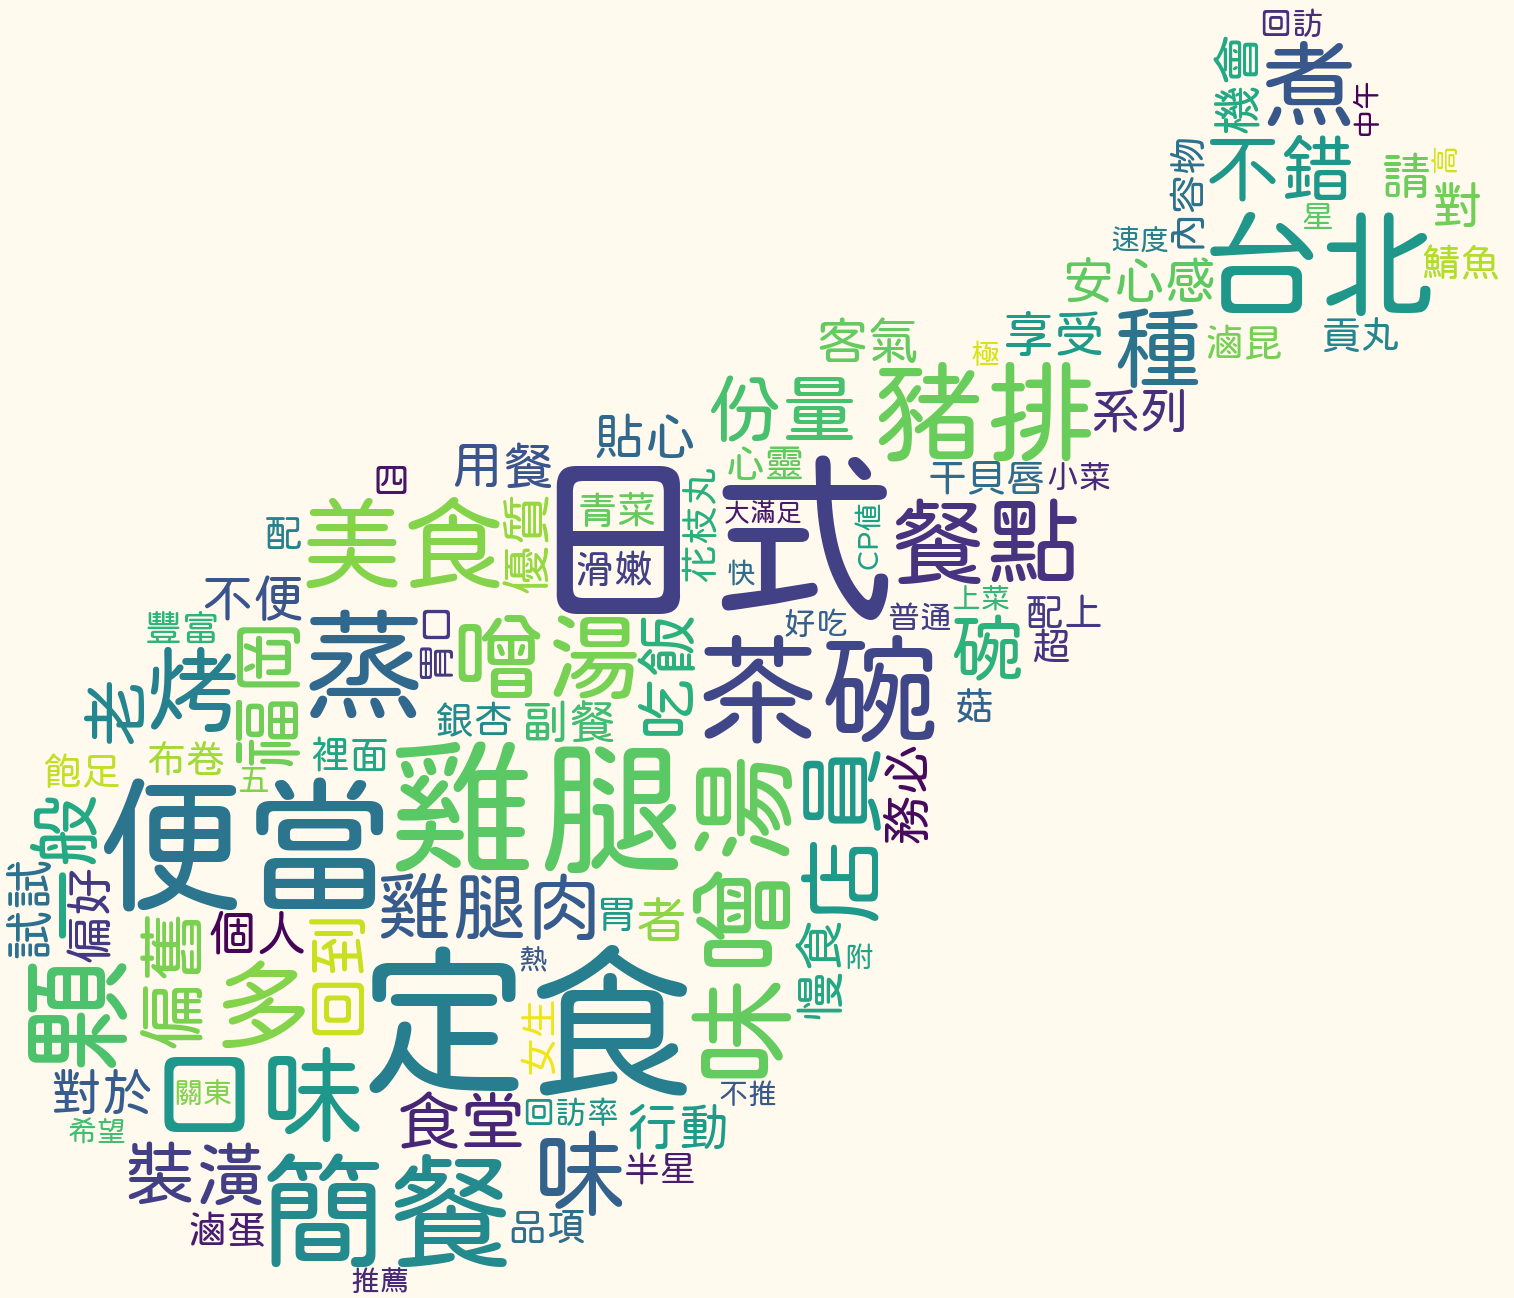 回訪
機會
煮
中午
不錯
請
高
對
內容物
星
速度
台北
鯖魚
安心感
享受
種
滷昆
貢丸
客氣
極
豬排
系列
份量
貼心
用餐
心靈
干貝唇
小菜
四
日式
青菜
滑嫩
大滿足
CP值
餐點
配
美食
優質
花枝丸
快
不便
上菜
配上
豐富
福岡
蒸
胃口
噌湯
吃飯
好吃
普通
碗
超
茶碗
老
烤
銀杏
副餐
菇
布卷
裡面
飽足
五
雞腿
味噌湯
店員
務必
一般
便當
試試
偏好
雞腿肉
胃
者
個人
偏舊
回到
慢食
附
顆
多
定食
熱
女生
對於
口味
關東
不推
希望
食堂
回訪率
行動
味
半星
裝潢
簡餐
滷蛋
品項
推薦